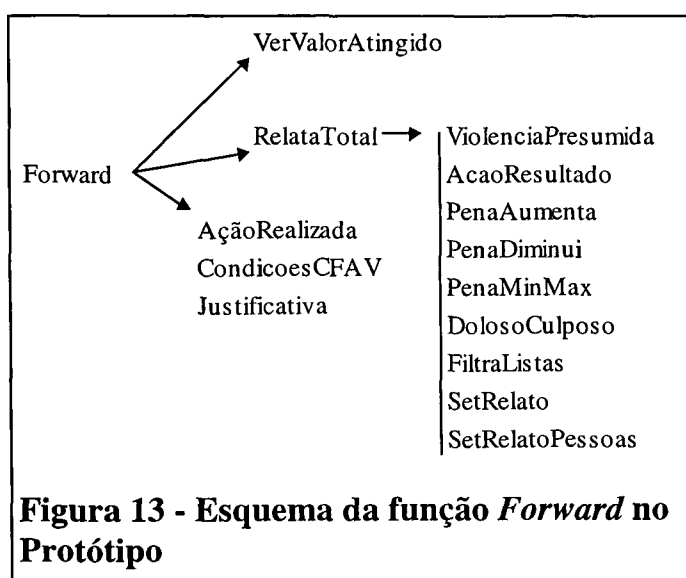 VerValorAtingido
RelataTotal
Forward
AçãoRealizada
CondicoesCFAV
Justificativa
ViolenciaPresumida
AcaoResultado
PenaAumenta
PenaDiminui
PenaMinMax
DolosoCulposo
FiltraListas
SetRelato
SetRelatoPessoas
Figura 13 - Esquema da função Forward no
Protótipo